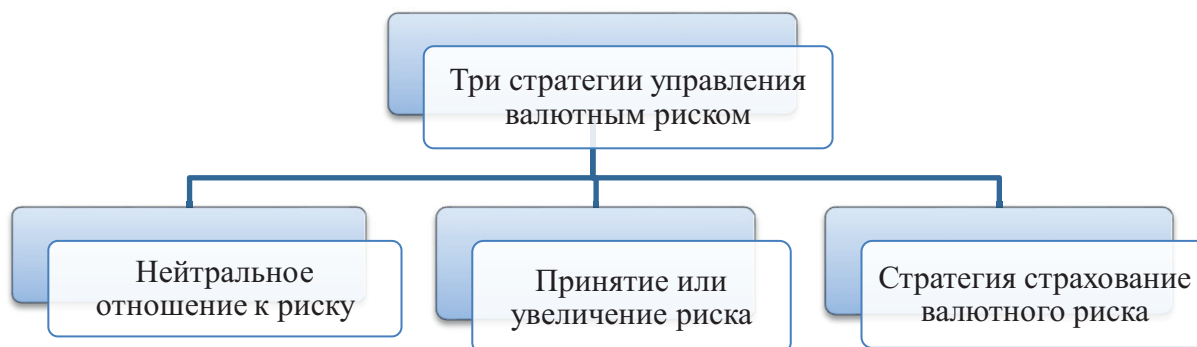 Три стратегии управления
валютным риском
Нейтральное
отношение к риску
Принятие или
увеличение риска
Стратегия страхование
валютного риска